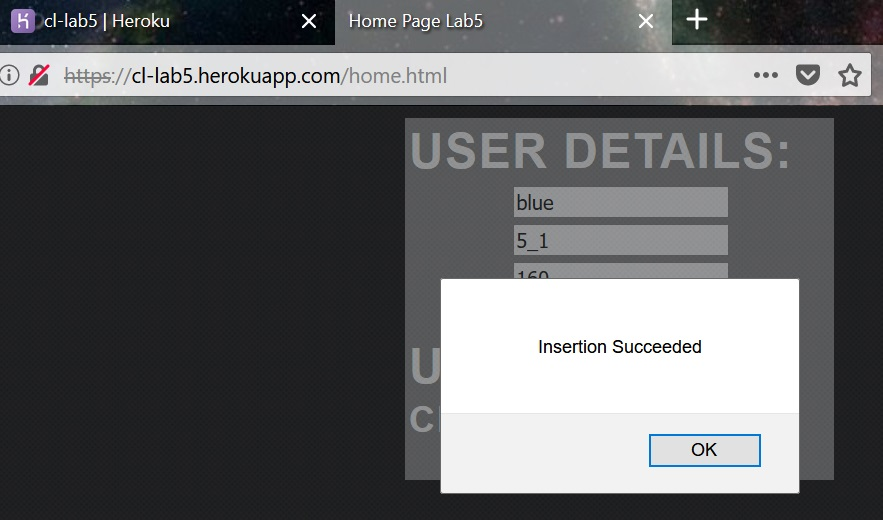 cl-lab5 | Heroku
Home Page Lab5
https://cl-lab5.herokuapp.com/home.html
USER DETAILS:
blue
5_1
160
Insertion Succeeded
OK